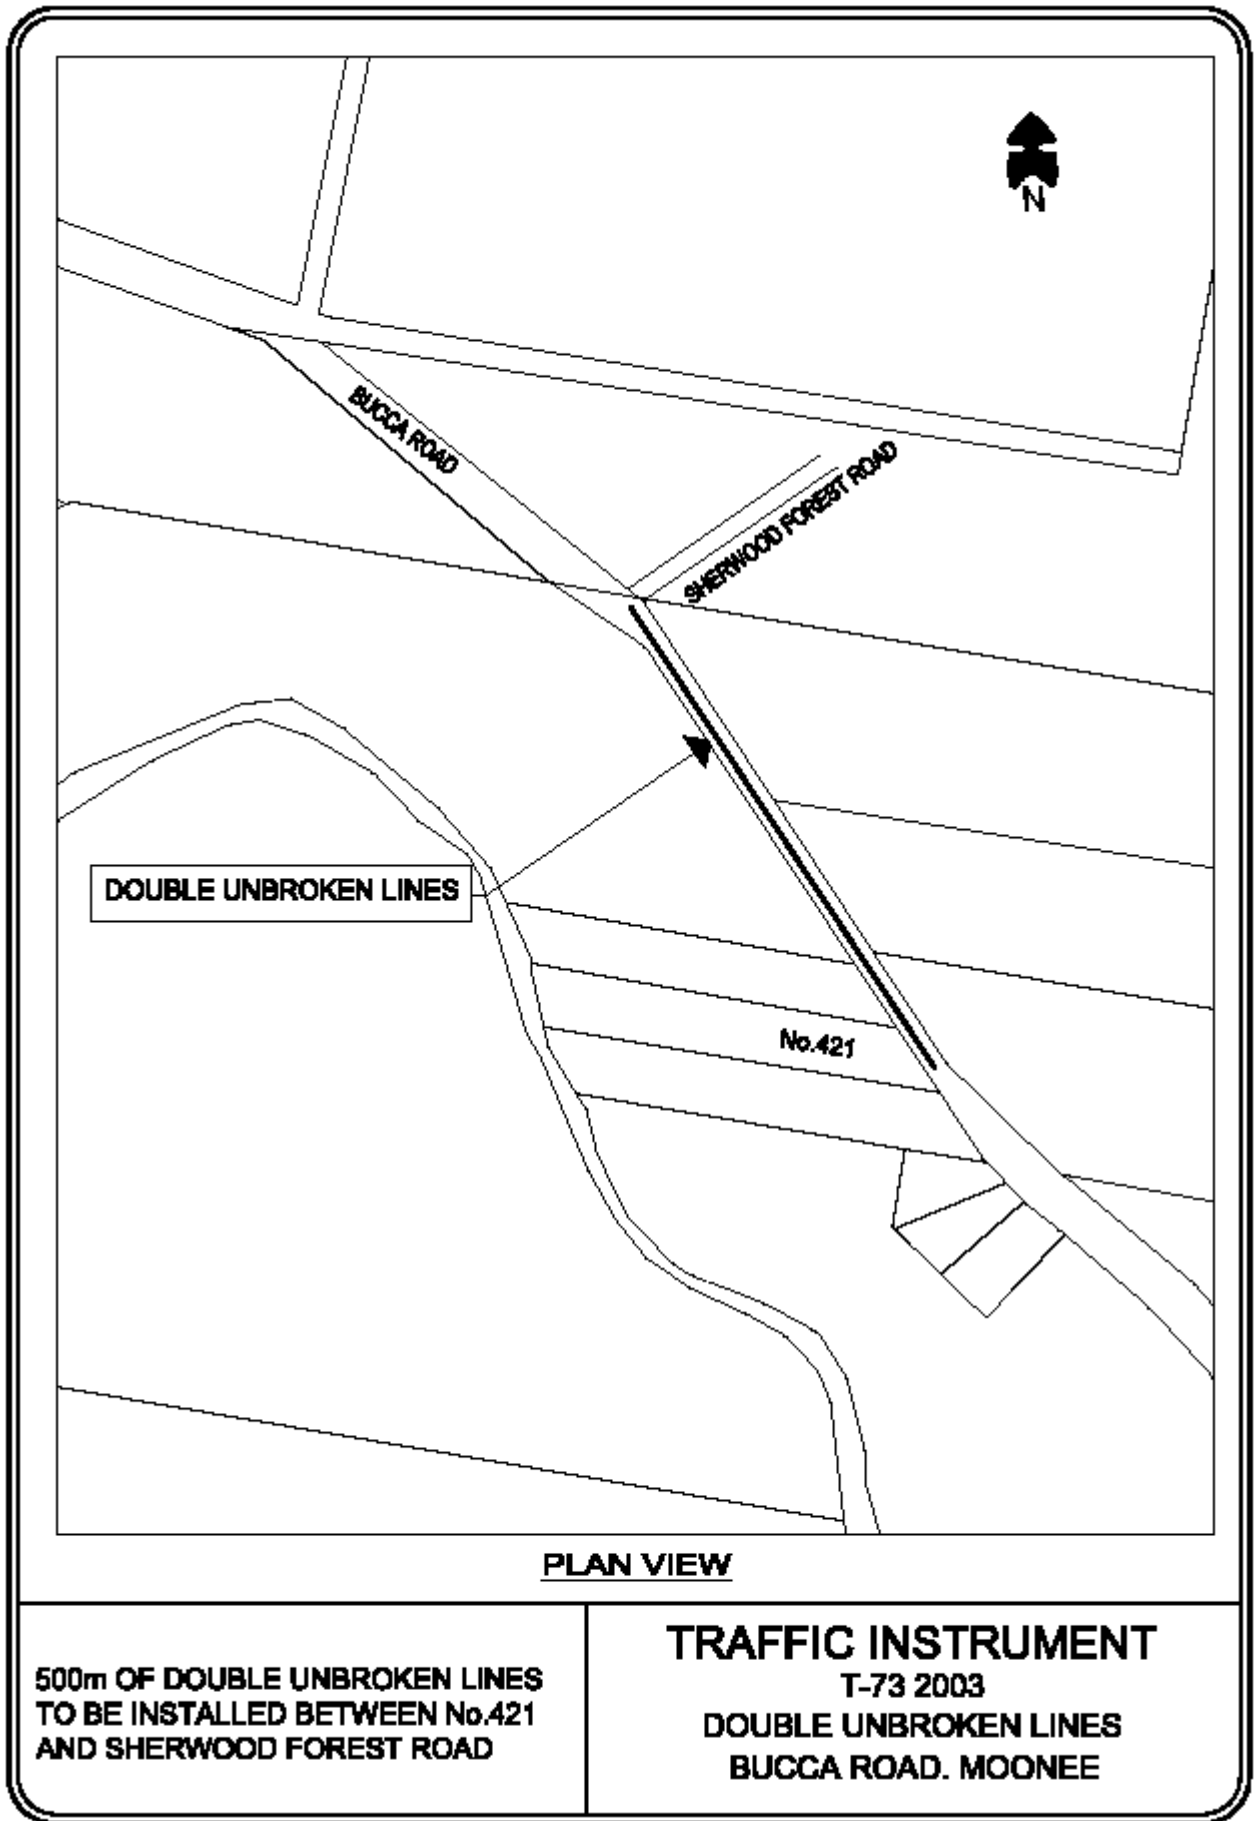 N
BUCCA ROAD
SHERWOOD FOREST ROAD
DOUBLE UNBROKEN LINES
No.421
PLAN VIEW
500m OF DOUBLE UNBROKEN LINES
TO BE INSTALLED BETWEEN No.421
AND SHERWOOD FOREST ROAD
TRAFFIC INSTRUMENT
T-73 2003
DOUBLE UNBROKEN LINES
BUCCA ROAD. MOONEE